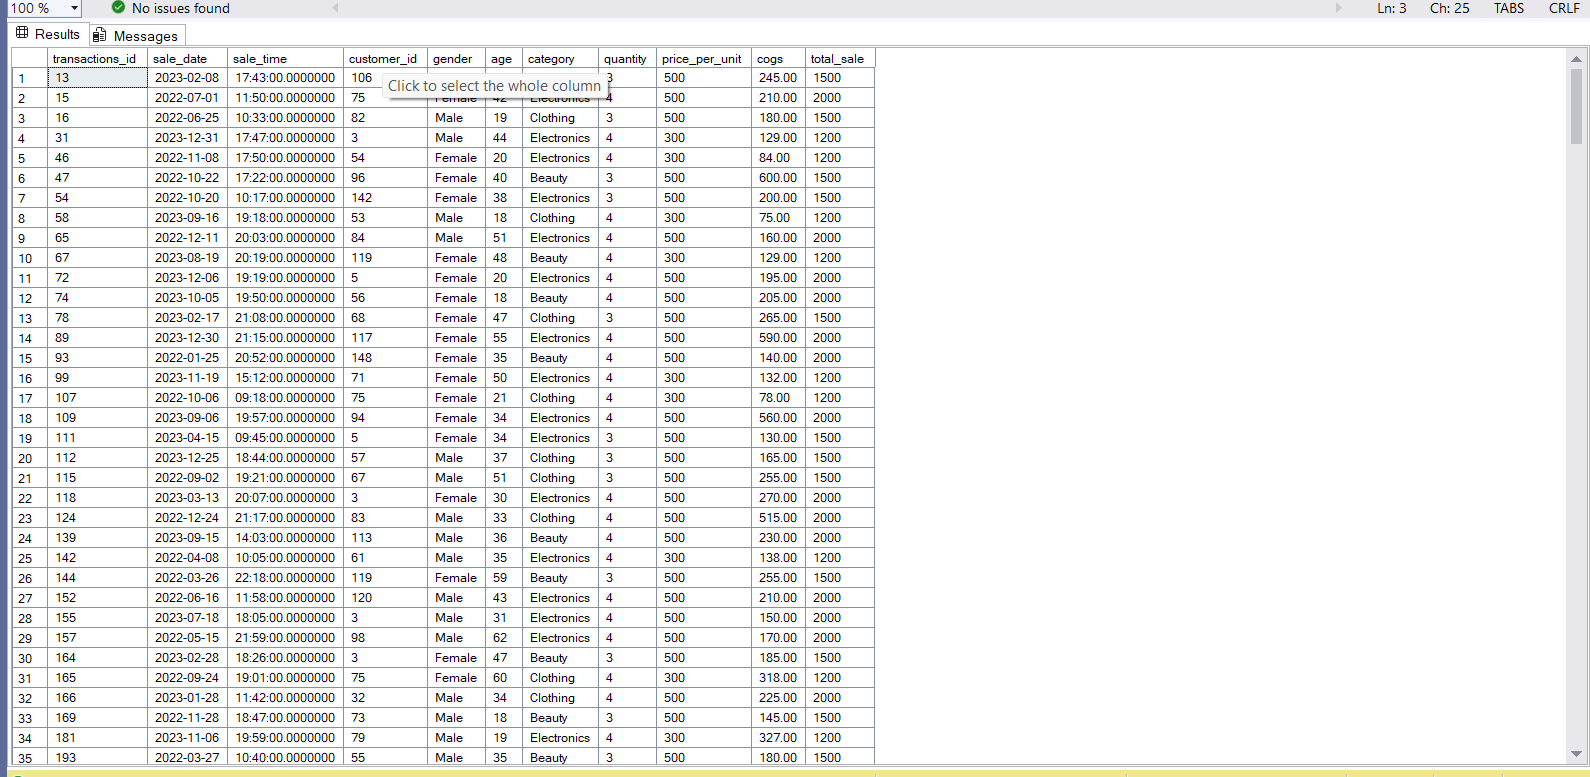 100 % No issues found Ln: 3 Ch: 25 TABS CRLF
Results Messages
transactions_id sale_date sale_time customer_id gender age category quantity price_per_unit cogs total_sale
1 13 2023-02-08 17:43:00.0000000 106 3 500 245.00 1500
Click to select the whole column
2 15 2022-07-01 11:50:00.0000000 75 Female 42 Electronics 4 500 210.00 2000
3 16 2022-06-25 10:33:00.0000000 82 Male 19 Clothing 3 500 180.00 1500
4 31 2023-12-31 17:47:00.0000000 3 Male 44 Electronics 4 300 129.00 1200
5 46 2022-11-08 17:50:00.0000000 54 Female 20 Electronics 4 300 84.00 1200
6 47 2022-10-22 17:22:00.0000000 96 Female 40 Beauty 3 500 600.00 1500
7 54 2022-10-20 10:17:00.0000000 142 Female 38 Electronics 3 500 200.00 1500
8 58 2023-09-16 19:18:00.0000000 53 Male 18 Clothing 4 300 75.00 1200
9 65 2022-12-11 20:03:00.0000000 84 Male 51 Electronics 4 500 160.00 2000
10 67 2023-08-19 20:19:00.0000000 119 Female 48 Beauty 4 300 129.00 1200
11 72 2023-12-06 19:19:00.0000000 5 Female 20 Electronics 4 500 195.00 2000
12 74 2023-10-05 19:50:00.0000000 56 Female 18 Beauty 4 500 205.00 2000
13 78 2023-02-17 21:08:00.0000000 68 Female 47 Clothing 3 500 265.00 1500
14 89 2023-12-30 21:15:00.0000000 117 Female 55 Electronics 4 500 590.00 2000
15 93 2022-01-25 20:52:00.0000000 148 Female 35 Beauty 4 500 140.00 2000
16 99 2023-11-19 15:12:00.0000000 71 Female 50 Electronics 4 300 132.00 1200
17 107 2022-10-06 09:18:00.0000000 75 Female 21 Clothing 4 300 78.00 1200
18 109 2023-09-06 19:57:00.0000000 94 Female 34 Electronics 4 500 560.00 2000
19 111 2023-04-15 09:45:00.0000000 5 Female 34 Electronics 3 500 130.00 1500
20 112 2023-12-25 18:44:00.0000000 57 Male 37 Clothing 3 500 165.00 1500
21 115 2022-09-02 19:21:00.0000000 67 Male 51 Clothing 3 500 255.00 1500
22 118 2023-03-13 20:07:00.0000000 3 Female 30 Electronics 4 500 270.00 2000
23 124 2022-12-24 21:17:00.0000000 83 Male 33 Clothing 4 500 515.00 2000
24 139 2023-09-15 14:03:00.0000000 113 Male 36 Beauty 4 500 230.00 2000
25 142 2022-04-08 10:05:00.0000000 61 Male 35 Electronics 4 300 138.00 1200
26 144 2022-03-26 22:18:00.0000000 119 Female 59 Beauty 3 500 255.00 1500
27 152 2022-06-16 11:58:00.0000000 120 Male 43 Electronics 4 500 210.00 2000
28 155 2023-07-18 18:05:00.0000000 3 Male 31 Electronics 4 500 150.00 2000
29 157 2022-05-15 21:59:00.0000000 98 Male 62 Electronics 4 500 170.00 2000
30 164 2023-02-28 18:26:00.0000000 3 Female 47 Beauty 3 500 185.00 1500
31 165 2022-09-24 19:01:00.0000000 75 Female 60 Clothing 4 300 318.00 1200
32 166 2023-01-28 11:42:00.0000000 32 Male 34 Clothing 4 500 225.00 2000
33 169 2022-11-28 18:47:00.0000000 73 Male 18 Beauty 3 500 145.00 1500
34 181 2023-11-06 19:59:00.0000000 79 Male 19 Electronics 4 300 327.00 1200
35 193 2022-03-27 10:40:00.0000000 55 Male 35 Beauty 3 500 180.00 1500